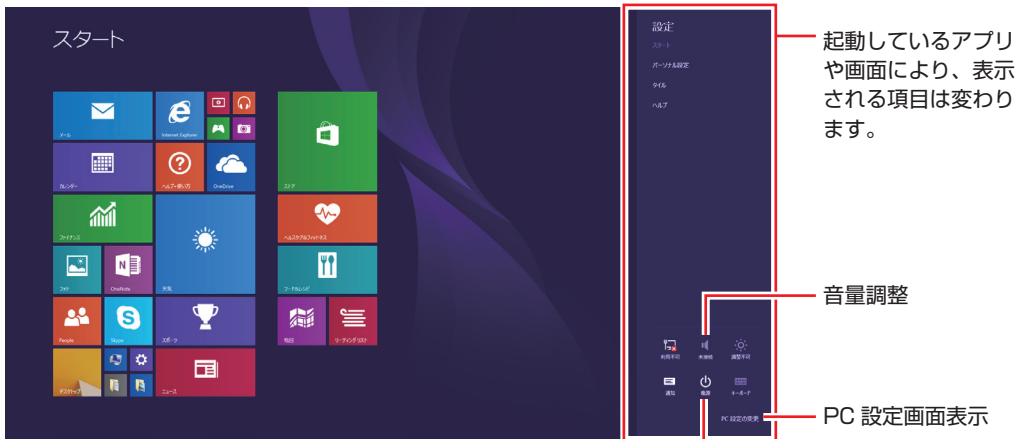 スタート
メール
Internet Explorer
カレンダー
ヘルプ+使い方
OneDrive
ストア
ファイナンス
天気
ヘルスケア&フィットネス
フォト
OneNote
フード&レシピ
People
Skype
スポーツ
地図
リーディングリスト
デスクトップ
ニュース
設定
スタート
パーソナル設定
タイル
ヘルプ
利用不可
未接続
調整不可
通知
電源
キーボード
PC 設定の変更
起動しているアプリ
や画面により、表示
される項目は変わり
ます。
音量調整
PC 設定画面表示